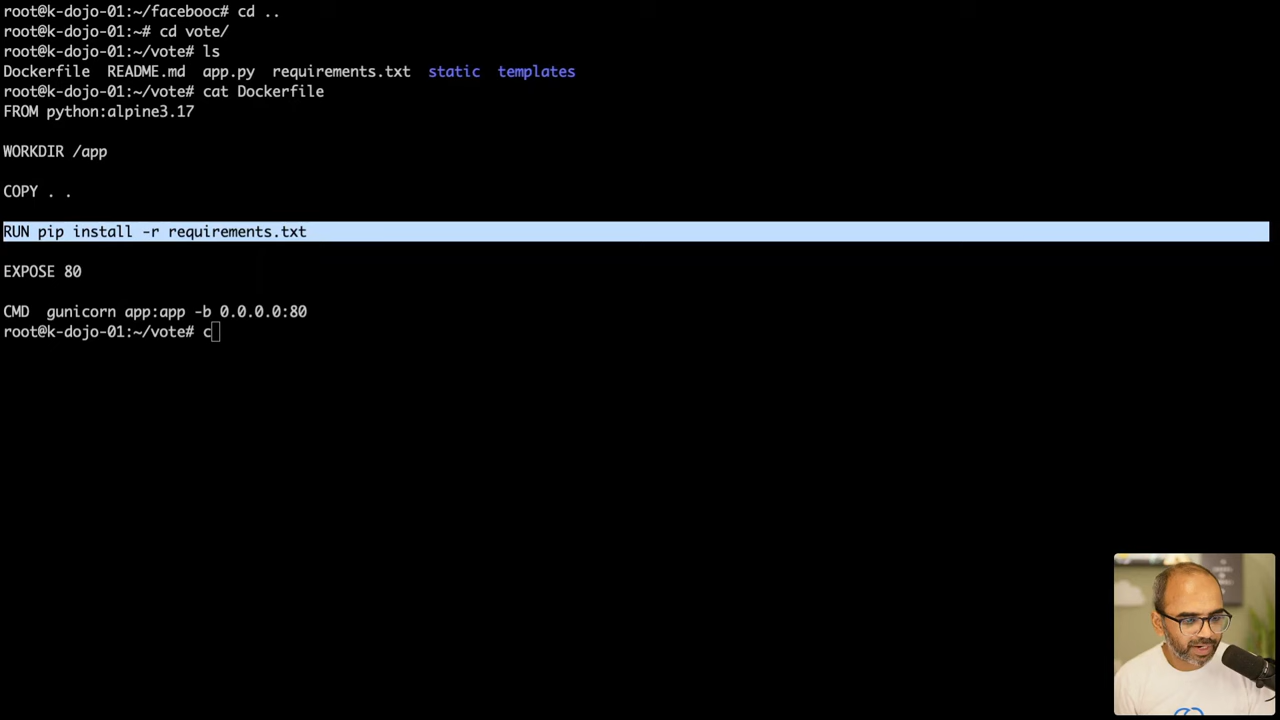 root@k-dojo-01:~/facebooc# cd ..
root@k-dojo-01:~# cd vote/
root@k-dojo-01:~/vote# ls
Dockerfile  README.md  app.py  requirements.txt  static  templates
root@k-dojo-01:~/vote# cat Dockerfile
FROM python:alpine3.17
WORKDIR /app
COPY . .
RUN pip install -r requirements.txt
EXPOSE 80
CMD  gunicorn app:app -b 0.0.0.0:80
root@k-dojo-01:~/vote# c